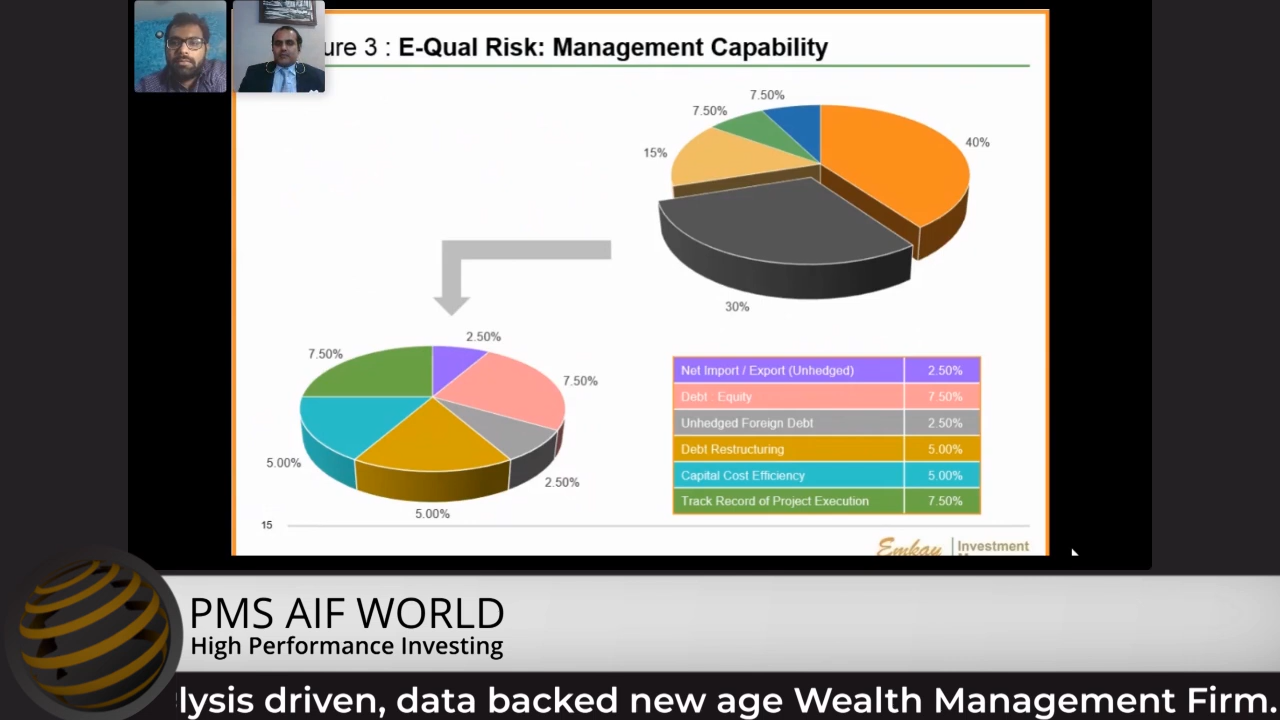 ure 3 : E-Qual Risk: Management Capability
7.50%
7.50%
40%
15%
30%
2.50%
7.50%
7.50%
5.00%
2.50%
5.00%
Net Import / Export (Unhedged) 2.50%
Debt Equity 7.50%
Unhedged Foreign Debt 2.50%
Debt Restructuring 5.00%
Capital Cost Efficiency 5.00%
Track Record of Project Execution 7.50%
15
Emkay Investment
PMS AIF WORLD
High Performance Investing
lysis driven, data backed new age Wealth Management Firm.